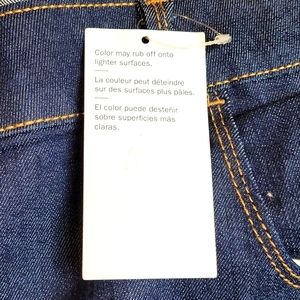 Color may rub off onto
lighter surfaces.
La couleur peut déteindre
sur des surfaces plus pâles.
El color puede desteñir
sobre superficies más
claras.